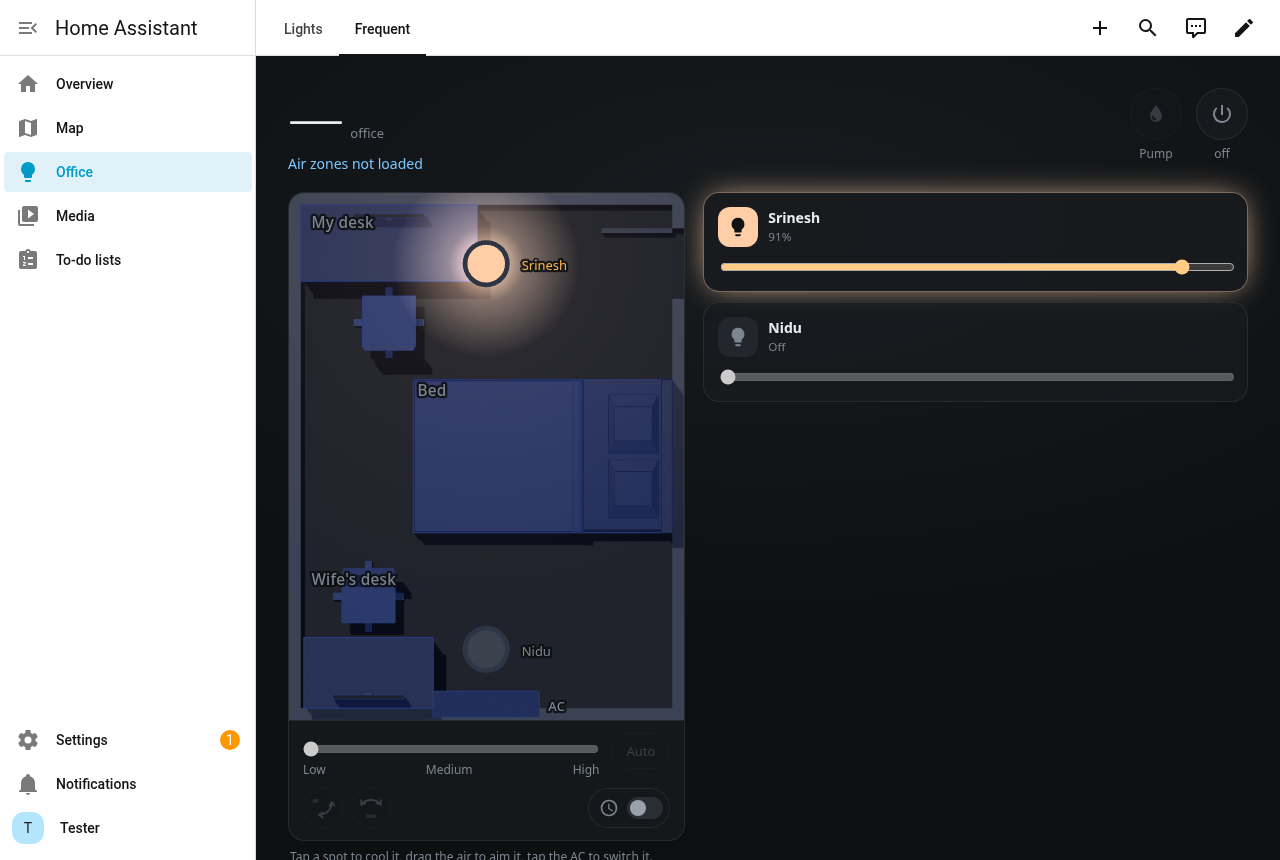 Home Assistant
Lights
Frequent
Overview
Map
Office
Media
To-do lists
office
Air zones not loaded
Pump
off
My desk
Srinesh
Bed
Wife's desk
Nidu
AC
Srinesh
91%
Nidu
Off
Auto
Low
Medium
High
Tap a spot to cool it, drag the air to aim it, tap the AC to switch it.
Settings
1
Notifications
T
Tester